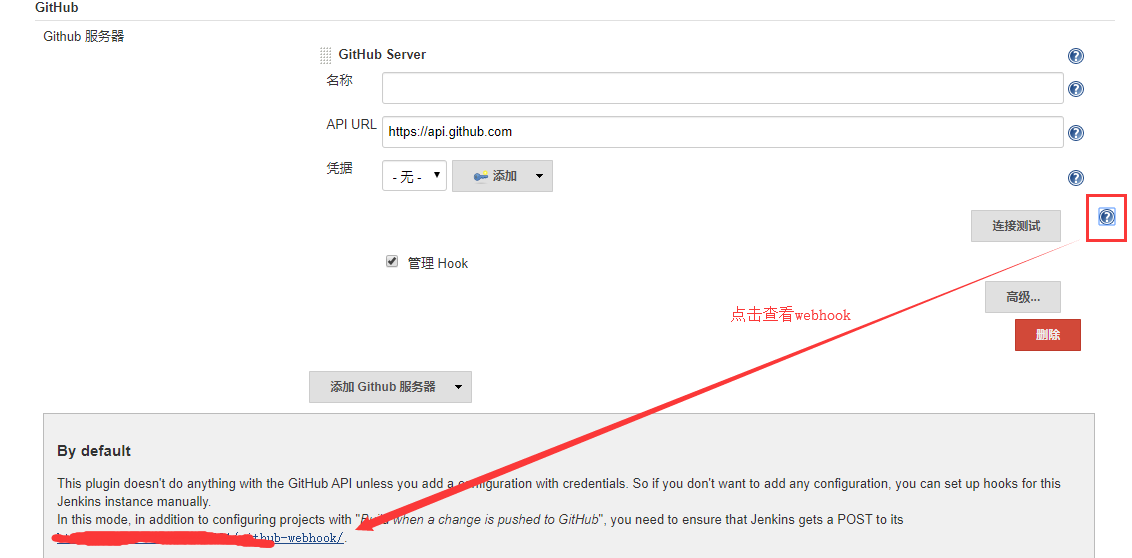 GitHub
Github 服务器
GitHub Server
名称
API URL
https://api.github.com
凭据
- 无 -
添加
连接测试
管理 Hook
高级...
点击查看webhook
删除
添加 Github 服务器
By default
This plugin doesn't do anything with the GitHub API unless you add a configuration with credentials. So if you don't want to add any configuration, you can set up hooks for this
Jenkins instance manually.
In this mode, in addition to configuring projects with "Build when a change is pushed to GitHub", you need to ensure that Jenkins gets a POST to its
github-webhook/.